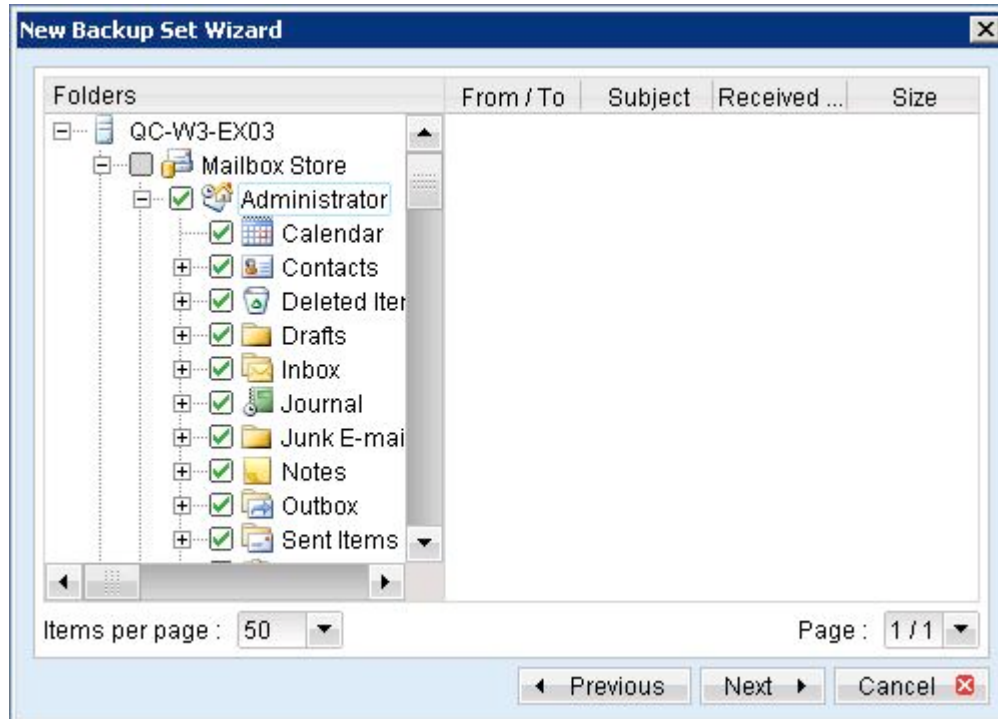 New Backup Set Wizard
Folders
From / To Subject Received ... Size
QC-W3-EX03
Mailbox Store
Administrator
Calendar
Contacts
Deleted Iter
Drafts
Inbox
Journal
Junk E-mai
Notes
Outbox
Sent Items
Items per page : 50
Page : 1 / 1
Previous Next Cancel